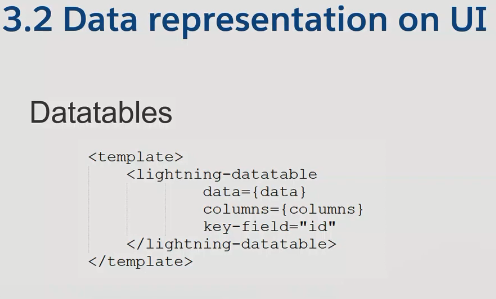 3.2 Data representation on UI
Datatables
<template>
<lightning-datatable
data={data}
columns={columns}
key-field="id"
</lightning-datatable>
</template>